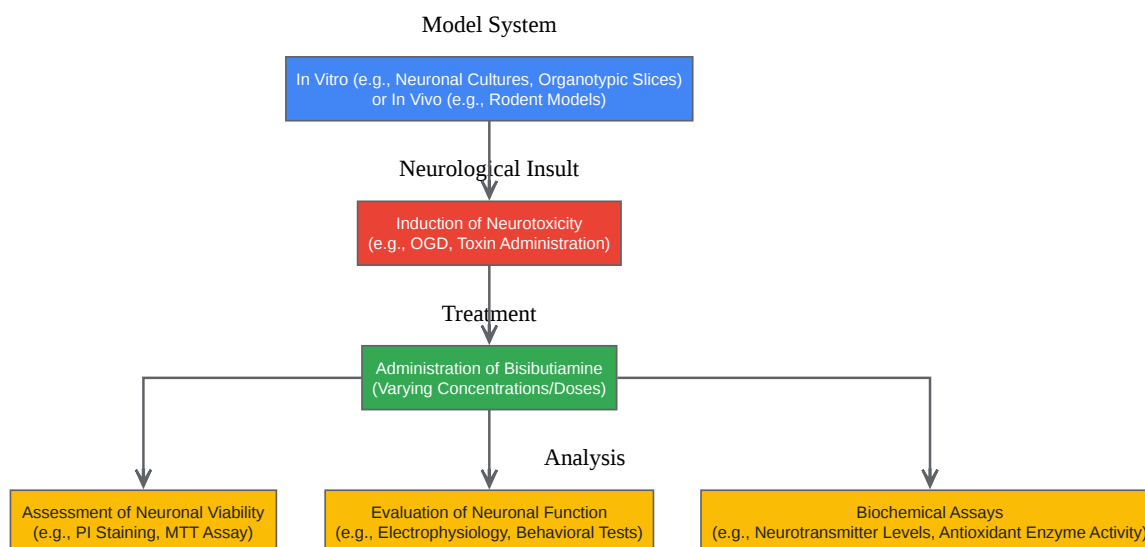 Model System
In Vitro (e.g., Neuronal Cultures, Organotypic Slices)
or In Vivo (e.g., Rodent Models)
Neurological Insult
Induction of Neurotoxicity
(e.g., OGD, Toxin Administration)
Treatment
Administration of Bisibutiamine
(Varying Concentrations/Doses)
Analysis
Assessment of Neuronal Viability
(e.g., PI Staining, MTT Assay)
Evaluation of Neuronal Function
(e.g., Electrophysiology, Behavioral Tests)
Biochemical Assays
(e.g., Neurotransmitter Levels, Antioxidant Enzyme Activity)